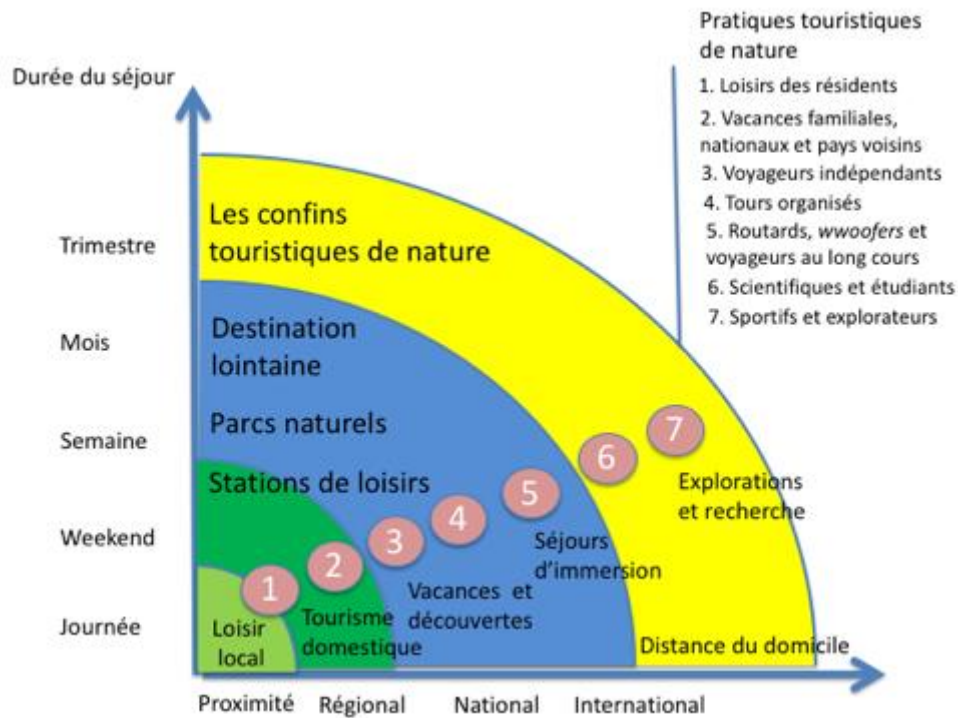 Pratiques touristiques
de nature
1. Loisirs des résidents
2. Vacances familiales,
nationaux et pays voisins
3. Voyageurs indépendants
4. Tours organisés
5. Routards, wwoofers et
voyageurs au long cours
6. Scientifiques et étudiants
7. Sportifs et explorateurs
Durée du séjour
Trimestre
Mois
Semaine
Weekend
Journée
Les confins
touristiques de nature
Destination
lointaine
Parcs naturels
Stations de loisirs
1
2
3
4
5
6
7
Explorations
et recherche
Séjours
d'immersion
Vacances et
découvertes
Tourisme
domestique
Loisir
local
Distance du domicile
Proximité
Régional
National
International